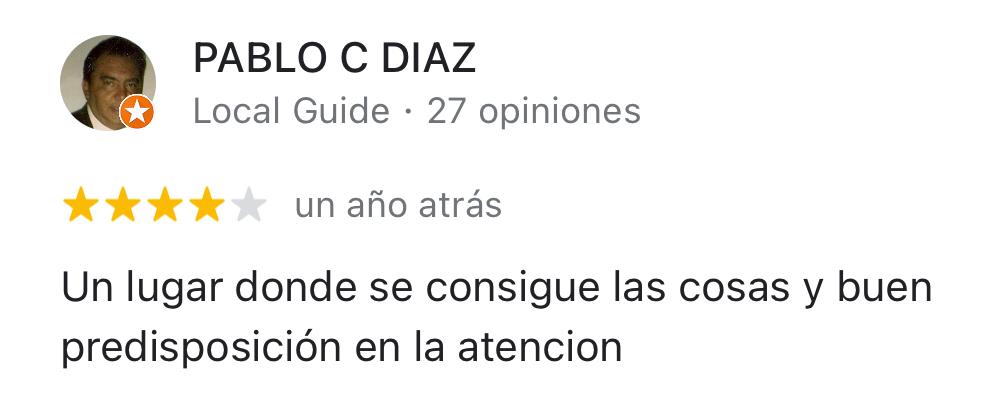 PABLO C DIAZ
Local Guide · 27 opiniones
un año atrás
Un lugar donde se consigue las cosas y buen
predisposición en la atencion